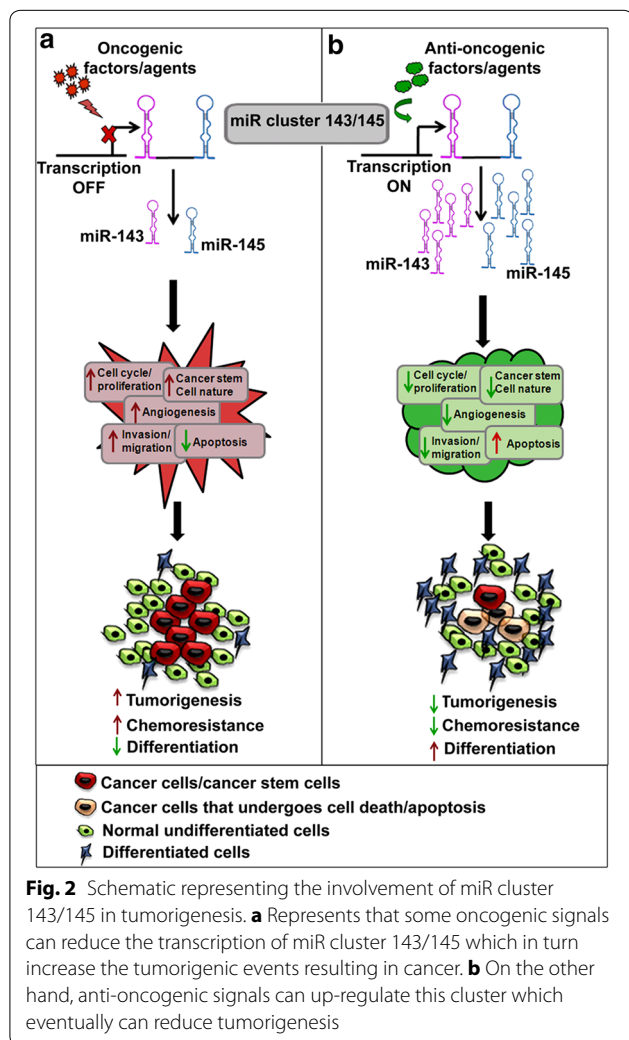 a
Oncogenic
factors/agents
Transcription
OFF
miR-143
miR-145
Cell cycle/
proliferation
Cancer stem
Cell nature
Angiogenesis
Invasion/
migration
Apoptosis
Tumorigenesis
Chemoresistance
Differentiation
miR cluster 143/145
b
Anti-oncogenic
factors/agents
Transcription
ON
miR-143
miR-145
Cell cycle/
proliferation
Cancer stem
Cell nature
Angiogenesis
Invasion/
migration
Apoptosis
Tumorigenesis
Chemoresistance
Differentiation
Cancer cells/cancer stem cells
Cancer cells that undergoes cell death/apoptosis
Normal undifferentiated cells
Differentiated cells
Fig. 2 Schematic representing the involvement of miR cluster
143/145 in tumorigenesis. a Represents that some oncogenic signals
can reduce the transcription of miR cluster 143/145 which in turn
increase the tumorigenic events resulting in cancer. b On the other
hand, anti-oncogenic signals can up-regulate this cluster which
eventually can reduce tumorigenesis